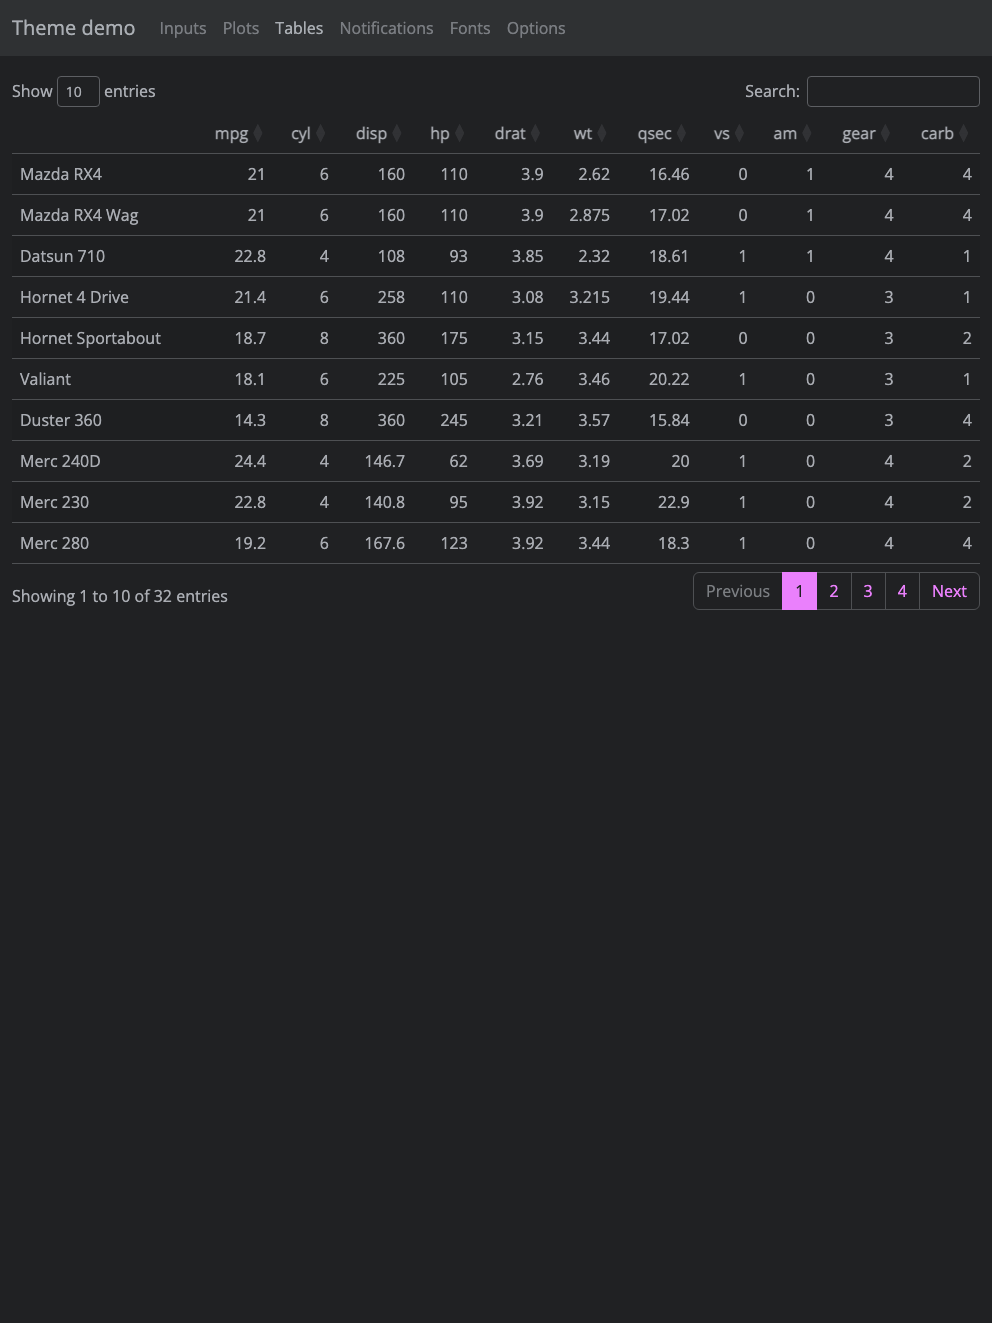 Theme demo Inputs Plots Tables Notifications Fonts Options
Show 10 entries Search:
mpg cyl disp hp drat wt qsec vs am gear carb
Mazda RX4 21 6 160 110 3.9 2.62 16.46 0 1 4 4
Mazda RX4 Wag 21 6 160 110 3.9 2.875 17.02 0 1 4 4
Datsun 710 22.8 4 108 93 3.85 2.32 18.61 1 1 4 1
Hornet 4 Drive 21.4 6 258 110 3.08 3.215 19.44 1 0 3 1
Hornet Sportabout 18.7 8 360 175 3.15 3.44 17.02 0 0 3 2
Valiant 18.1 6 225 105 2.76 3.46 20.22 1 0 3 1
Duster 360 14.3 8 360 245 3.21 3.57 15.84 0 0 3 4
Merc 240D 24.4 4 146.7 62 3.69 3.19 20 1 0 4 2
Merc 230 22.8 4 140.8 95 3.92 3.15 22.9 1 0 4 2
Merc 280 19.2 6 167.6 123 3.92 3.44 18.3 1 0 4 4
Showing 1 to 10 of 32 entries Previous 1 2 3 4 Next